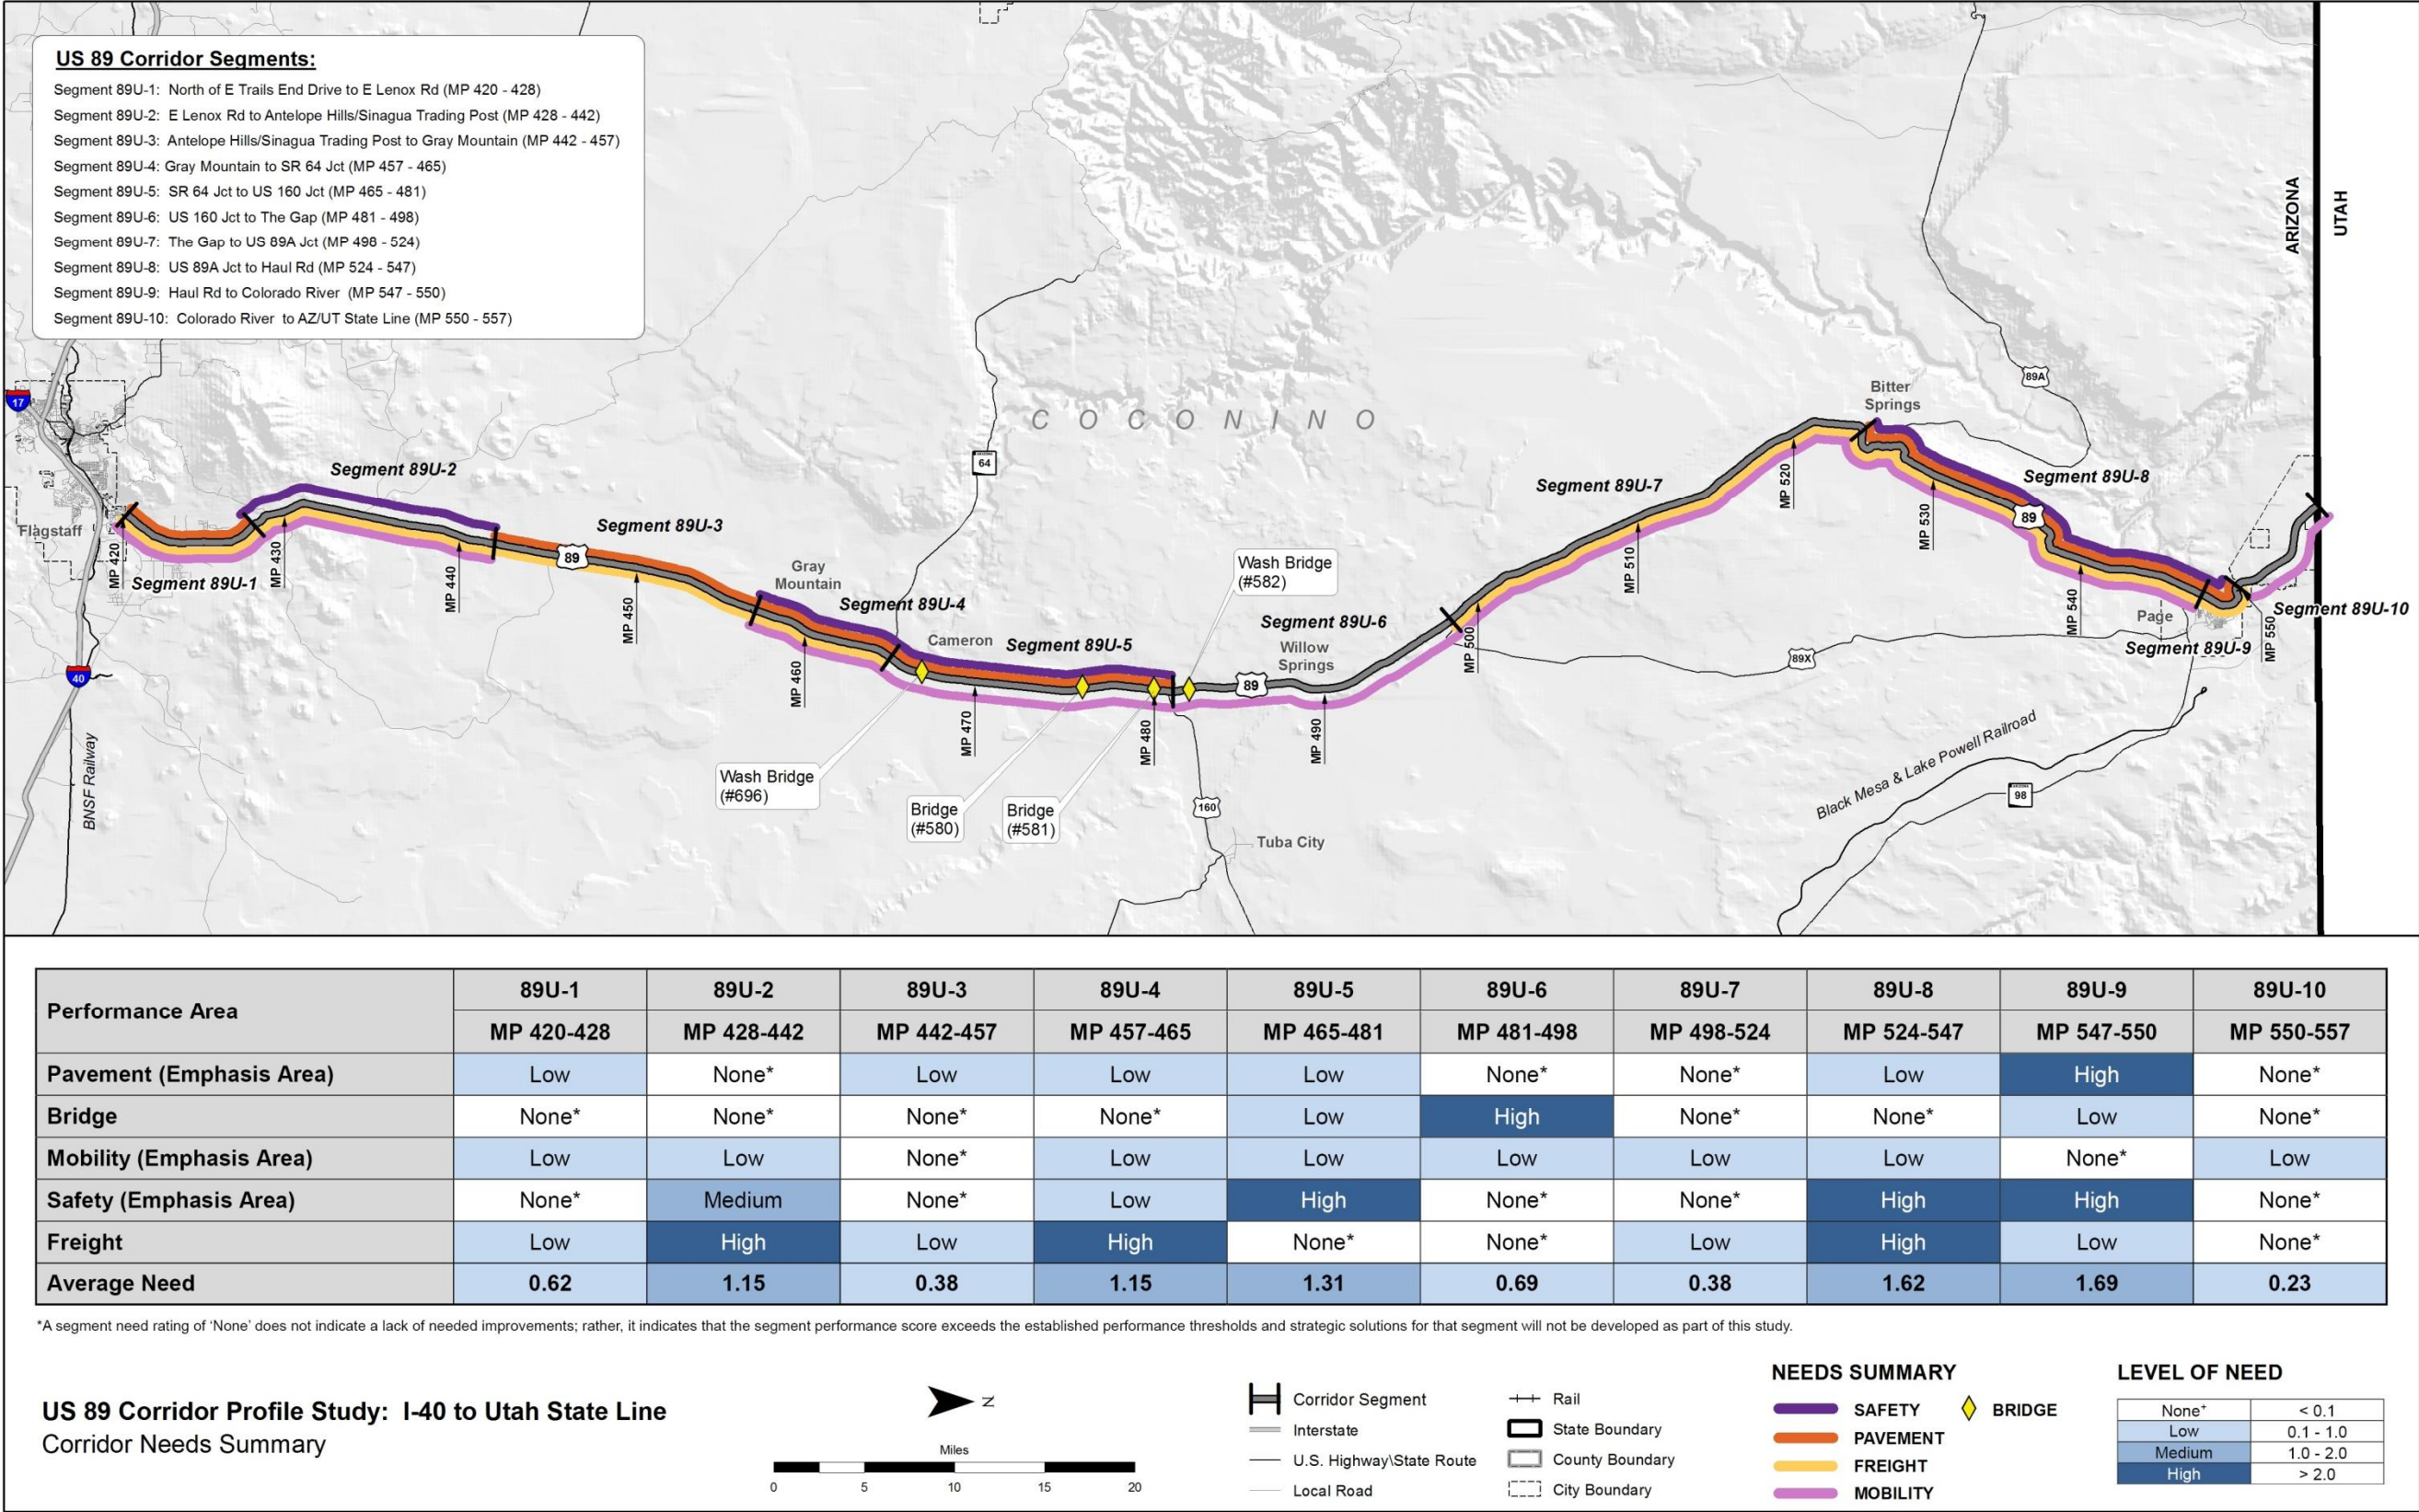 US 89 Corridor Segments:
Segment 89U-1: North of E Trails End Drive to E Lenox Rd (MP 420 - 428)
Segment 89U-2: E Lenox Rd to Antelope Hills/Sinagua Trading Post (MP 428 - 442)
Segment 89U-3: Antelope Hills/Sinagua Trading Post to Gray Mountain (MP 442 - 457)
Segment 89U-4: Gray Mountain to SR 64 Jct (MP 457 - 465)
Segment 89U-5: SR 64 Jct to US 160 Jct (MP 465 - 481)
Segment 89U-6: US 160 Jct to The Gap (MP 481 - 498)
Segment 89U-7: The Gap to US 89A Jct (MP 498 - 524)
Segment 89U-8: US 89A Jct to Haul Rd (MP 524 - 547)
Segment 89U-9: Haul Rd to Colorado River (MP 547 - 550)
Segment 89U-10: Colorado River to AZ/UT State Line (MP 550 - 557)
ARIZONA
UTAH
17
40
Flagstaff
BNSF Railway
MP 420
Segment 89U-1
MP 430
Segment 89U-2
MP 440
Segment 89U-3
89
MP 450
Gray
Mountain
Segment 89U-4
MP 460
64
COCONINO
Cameron
Segment 89U-5
Wash Bridge
(#696)
MP 470
Bridge
(#580)
Bridge
(#581)
MP 480
Wash Bridge
(#582)
160
Tuba City
Segment 89U-6
Willow
Springs
89
MP 490
MP 500
Segment 89U-7
MP 510
MP 520
Bitter
Springs
89A
Segment 89U-8
MP 530
89
MP 540
89X
Page
Segment 89U-9
MP 550
Segment 89U-10
Black Mesa & Lake Powell Railroad
98
Performance Area 89U-1 89U-2 89U-3 89U-4 89U-5 89U-6 89U-7 89U-8 89U-9 89U-10
MP 420-428 MP 428-442 MP 442-457 MP 457-465 MP 465-481 MP 481-498 MP 498-524 MP 524-547 MP 547-550 MP 550-557
Pavement (Emphasis Area) Low None* Low Low Low None* None* Low High None*
Bridge None* None* None* None* Low High None* None* Low None*
Mobility (Emphasis Area) Low Low None* Low Low Low Low Low None* Low
Safety (Emphasis Area) None* Medium None* Low High None* None* High High None*
Freight Low High Low High None* None* Low High Low None*
Average Need 0.62 1.15 0.38 1.15 1.31 0.69 0.38 1.62 1.69 0.23
*A segment need rating of 'None' does not indicate a lack of needed improvements; rather, it indicates that the segment performance score exceeds the established performance thresholds and strategic solutions for that segment will not be developed as part of this study.
US 89 Corridor Profile Study: I-40 to Utah State Line
Corridor Needs Summary
N
Miles
0 5 10 15 20
Corridor Segment
Interstate
U.S. Highway\State Route
Local Road
Rail
State Boundary
County Boundary
City Boundary
NEEDS SUMMARY
SAFETY
BRIDGE
PAVEMENT
FREIGHT
MOBILITY
LEVEL OF NEED
None+ < 0.1
Low 0.1 - 1.0
Medium 1.0 - 2.0
High > 2.0